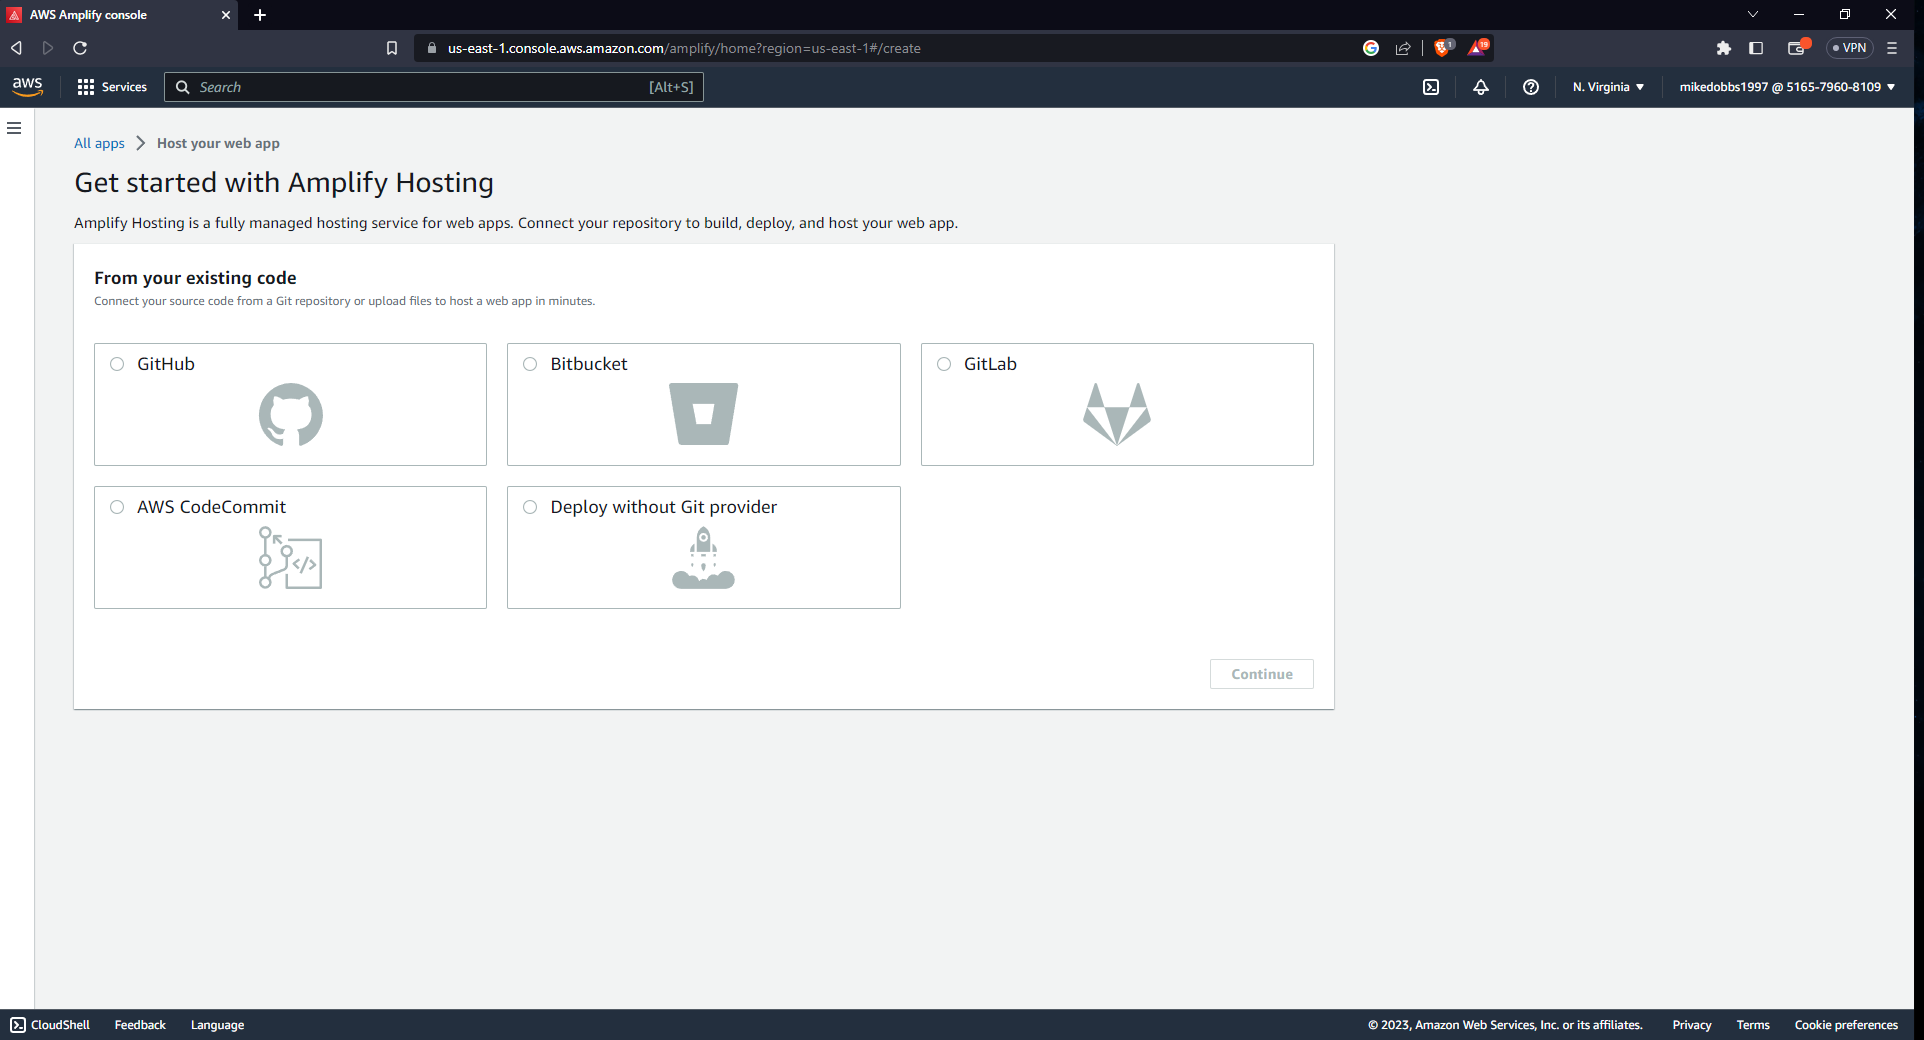 AWS Amplify console
us-east-1.console.aws.amazon.com/amplify/home?region=us-east-1#/create
1
19
VPN
aws
Services
Search
[Alt+S]
N. Virginia
mikedobbs1997 @ 5165-7960-8109
All apps
Host your web app
Get started with Amplify Hosting
Amplify Hosting is a fully managed hosting service for web apps. Connect your repository to build, deploy, and host your web app.
From your existing code
Connect your source code from a Git repository or upload files to host a web app in minutes.
GitHub
Bitbucket
GitLab
AWS CodeCommit
Deploy without Git provider
Continue
CloudShell
Feedback
Language
© 2023, Amazon Web Services, Inc. or its affiliates.
Privacy
Terms
Cookie preferences